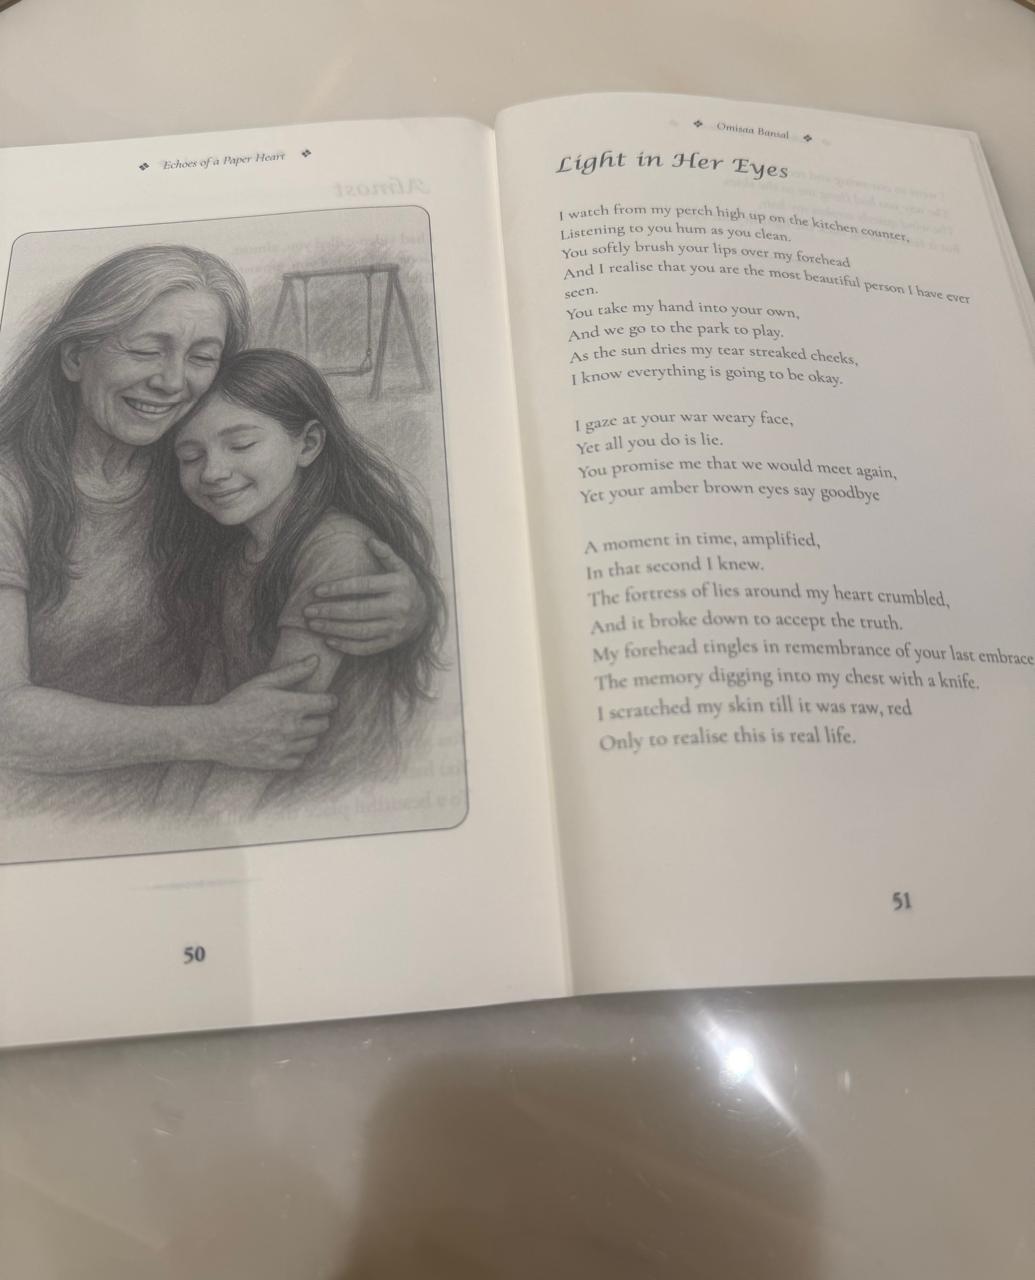 Echoes of a Paper Heart
50
Omisaa Bansal
Light in Her Eyes
I watch from my perch high up on the kitchen counter,
Listening to you hum as you clean.
You softly brush your lips over my forehead
And I realise that you are the most beautiful person I have ever
seen.
You take my hand into your own,
And we go to the park to play.
As the sun dries my tear streaked cheeks,
I know everything is going to be okay.
I gaze at your war weary face,
Yet all you do is lie.
You promise me that we would meet again,
Yet your amber brown eyes say goodbye
A moment in time, amplified,
In that second I knew.
The fortress of lies around my heart crumbled,
And it broke down to accept the truth.
My forehead tingles in remembrance of your last embrace
The memory digging into my chest with a knife.
I scratched my skin till it was raw, red
Only to realise this is real life.
51